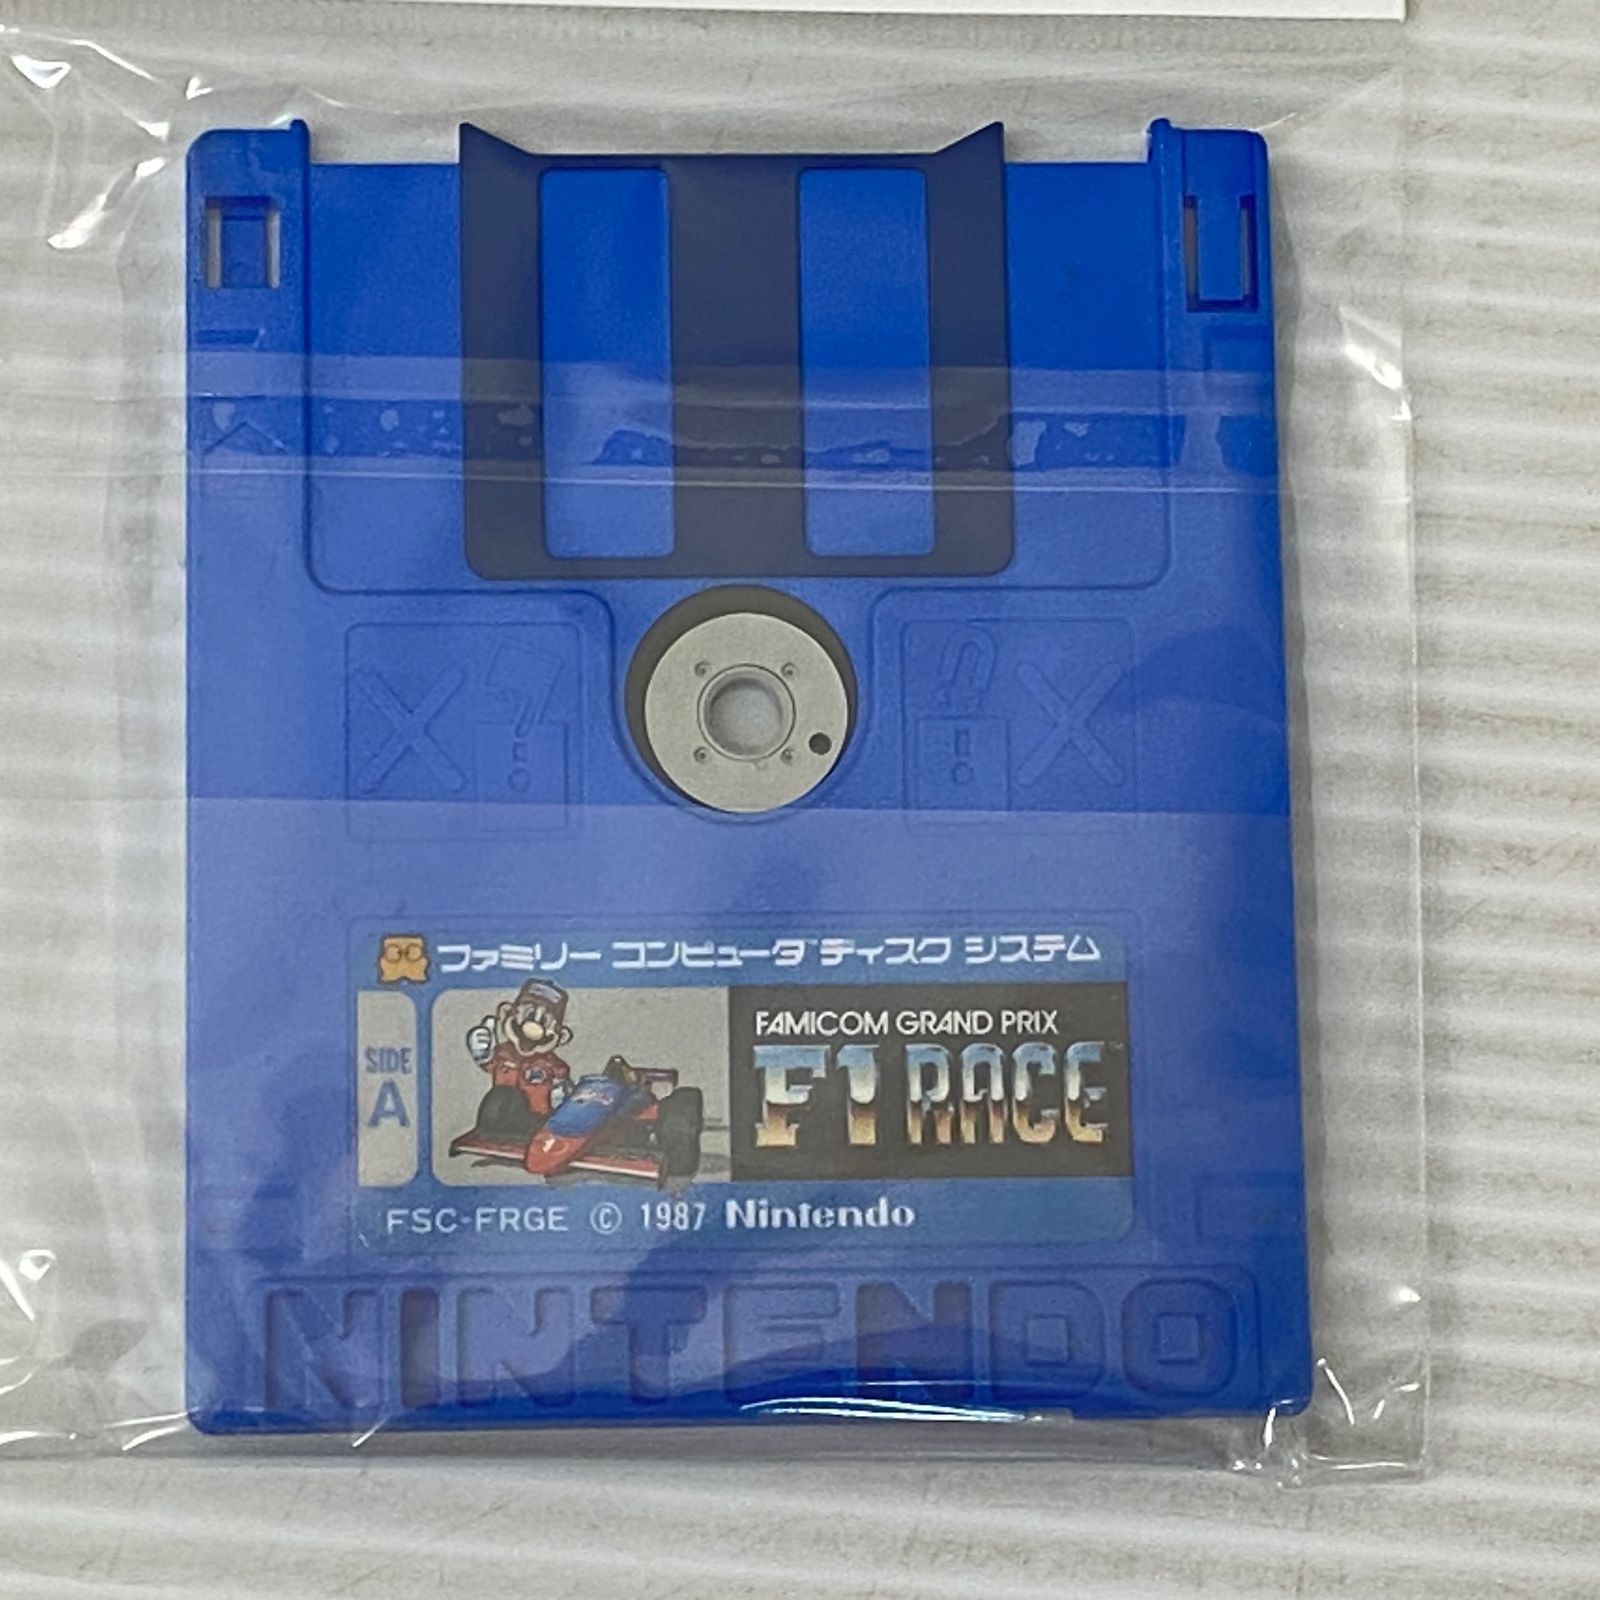 ファミリー コンピュータ ディスク システム
SIDE
A
FAMICOM GRAND PRIX
F1 RACE™
FSC-FRGE © 1987 Nintendo
NINTENDO